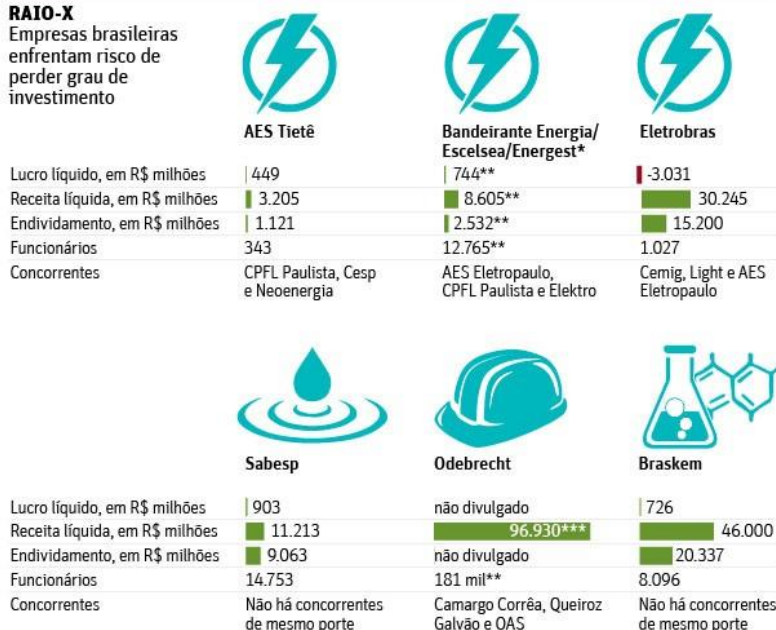 RAIO-X
Empresas brasileiras
enfrentam risco de
perder grau de
investimento
AES Tietê
Bandeirante Energia/
Escelsea/Energest*
Eletrobras
Lucro líquido, em R$ milhões 449 744** -3.031
Receita líquida, em R$ milhões 3.205 8.605** 30.245
Endividamento, em R$ milhões 1.121 2.532** 15.200
Funcionários 343 12.765** 1.027
Concorrentes CPFL Paulista, Cesp AES Eletropaulo, Cemig, Light e AES
e Neoenergia CPFL Paulista e Elektro Eletropaulo
Sabesp Odebrecht Braskem
Lucro líquido, em R$ milhões 903 não divulgado 726
Receita líquida, em R$ milhões 11.213 96.930*** 46.000
Endividamento, em R$ milhões 9.063 não divulgado 20.337
Funcionários 14.753 181 mil** 8.096
Concorrentes Não há concorrentes Camargo Corrêa, Queiroz Não há concorrentes
de mesmo porte Galvão e OAS de mesmo porte